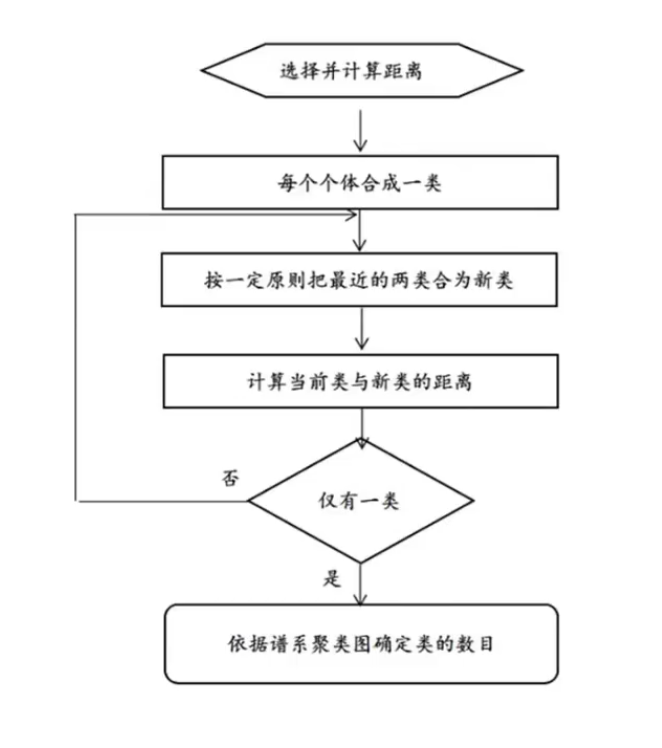 选择并计算距离
每个个体合成一类
按一定原则把最近的两类合为新类
计算当前类与新类的距离
否
仅有一类
是
依据谱系聚类图确定类的数目